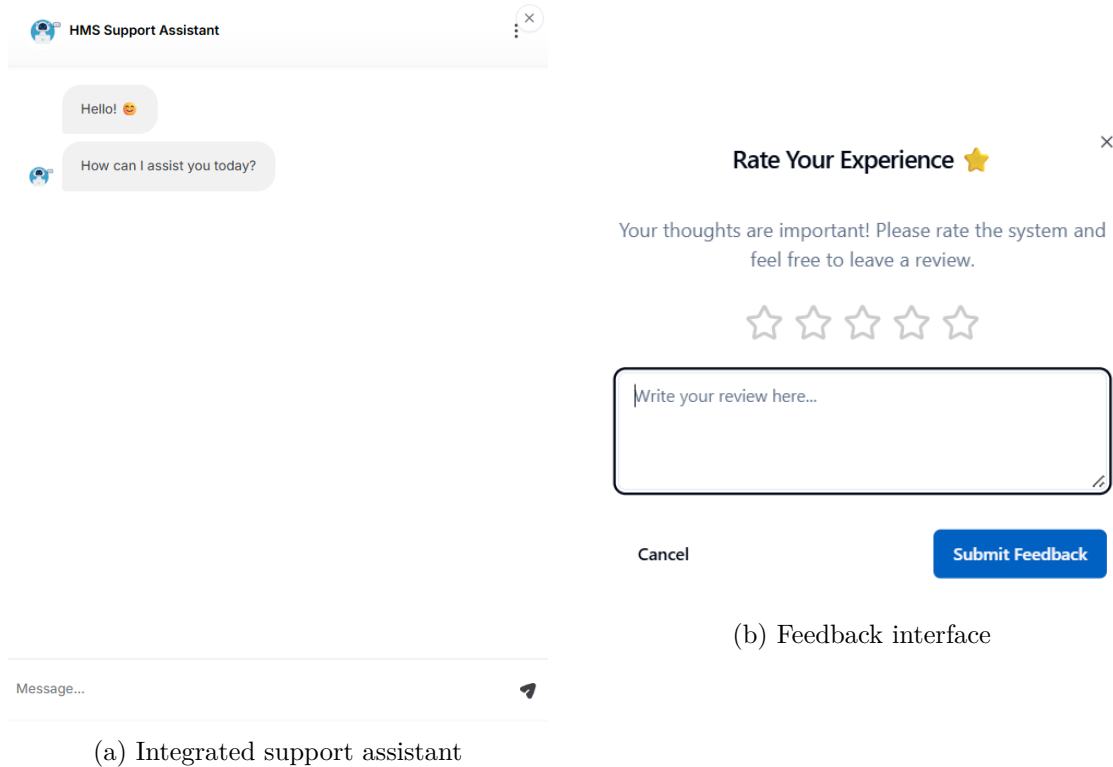 HMS Support Assistant
Hello! 😊
How can I assist you today?
Message...
(a) Integrated support assistant
Rate Your Experience ⭐
Your thoughts are important! Please rate the system and
feel free to leave a review.
Write your review here...
Cancel
Submit Feedback
(b) Feedback interface